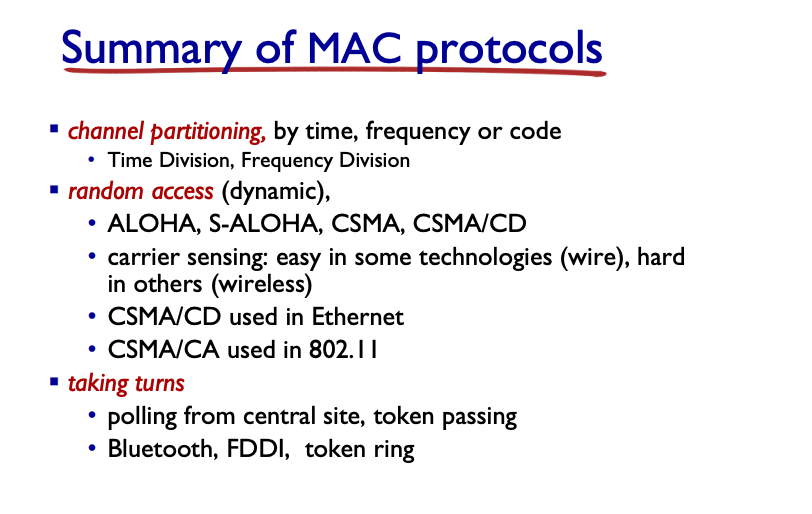 Summary of MAC protocols
▪ channel partitioning, by time, frequency or code
• Time Division, Frequency Division
▪ random access (dynamic),
• ALOHA, S-ALOHA, CSMA, CSMA/CD
• carrier sensing: easy in some technologies (wire), hard
in others (wireless)
• CSMA/CD used in Ethernet
• CSMA/CA used in 802.11
▪ taking turns
• polling from central site, token passing
• Bluetooth, FDDI, token ring